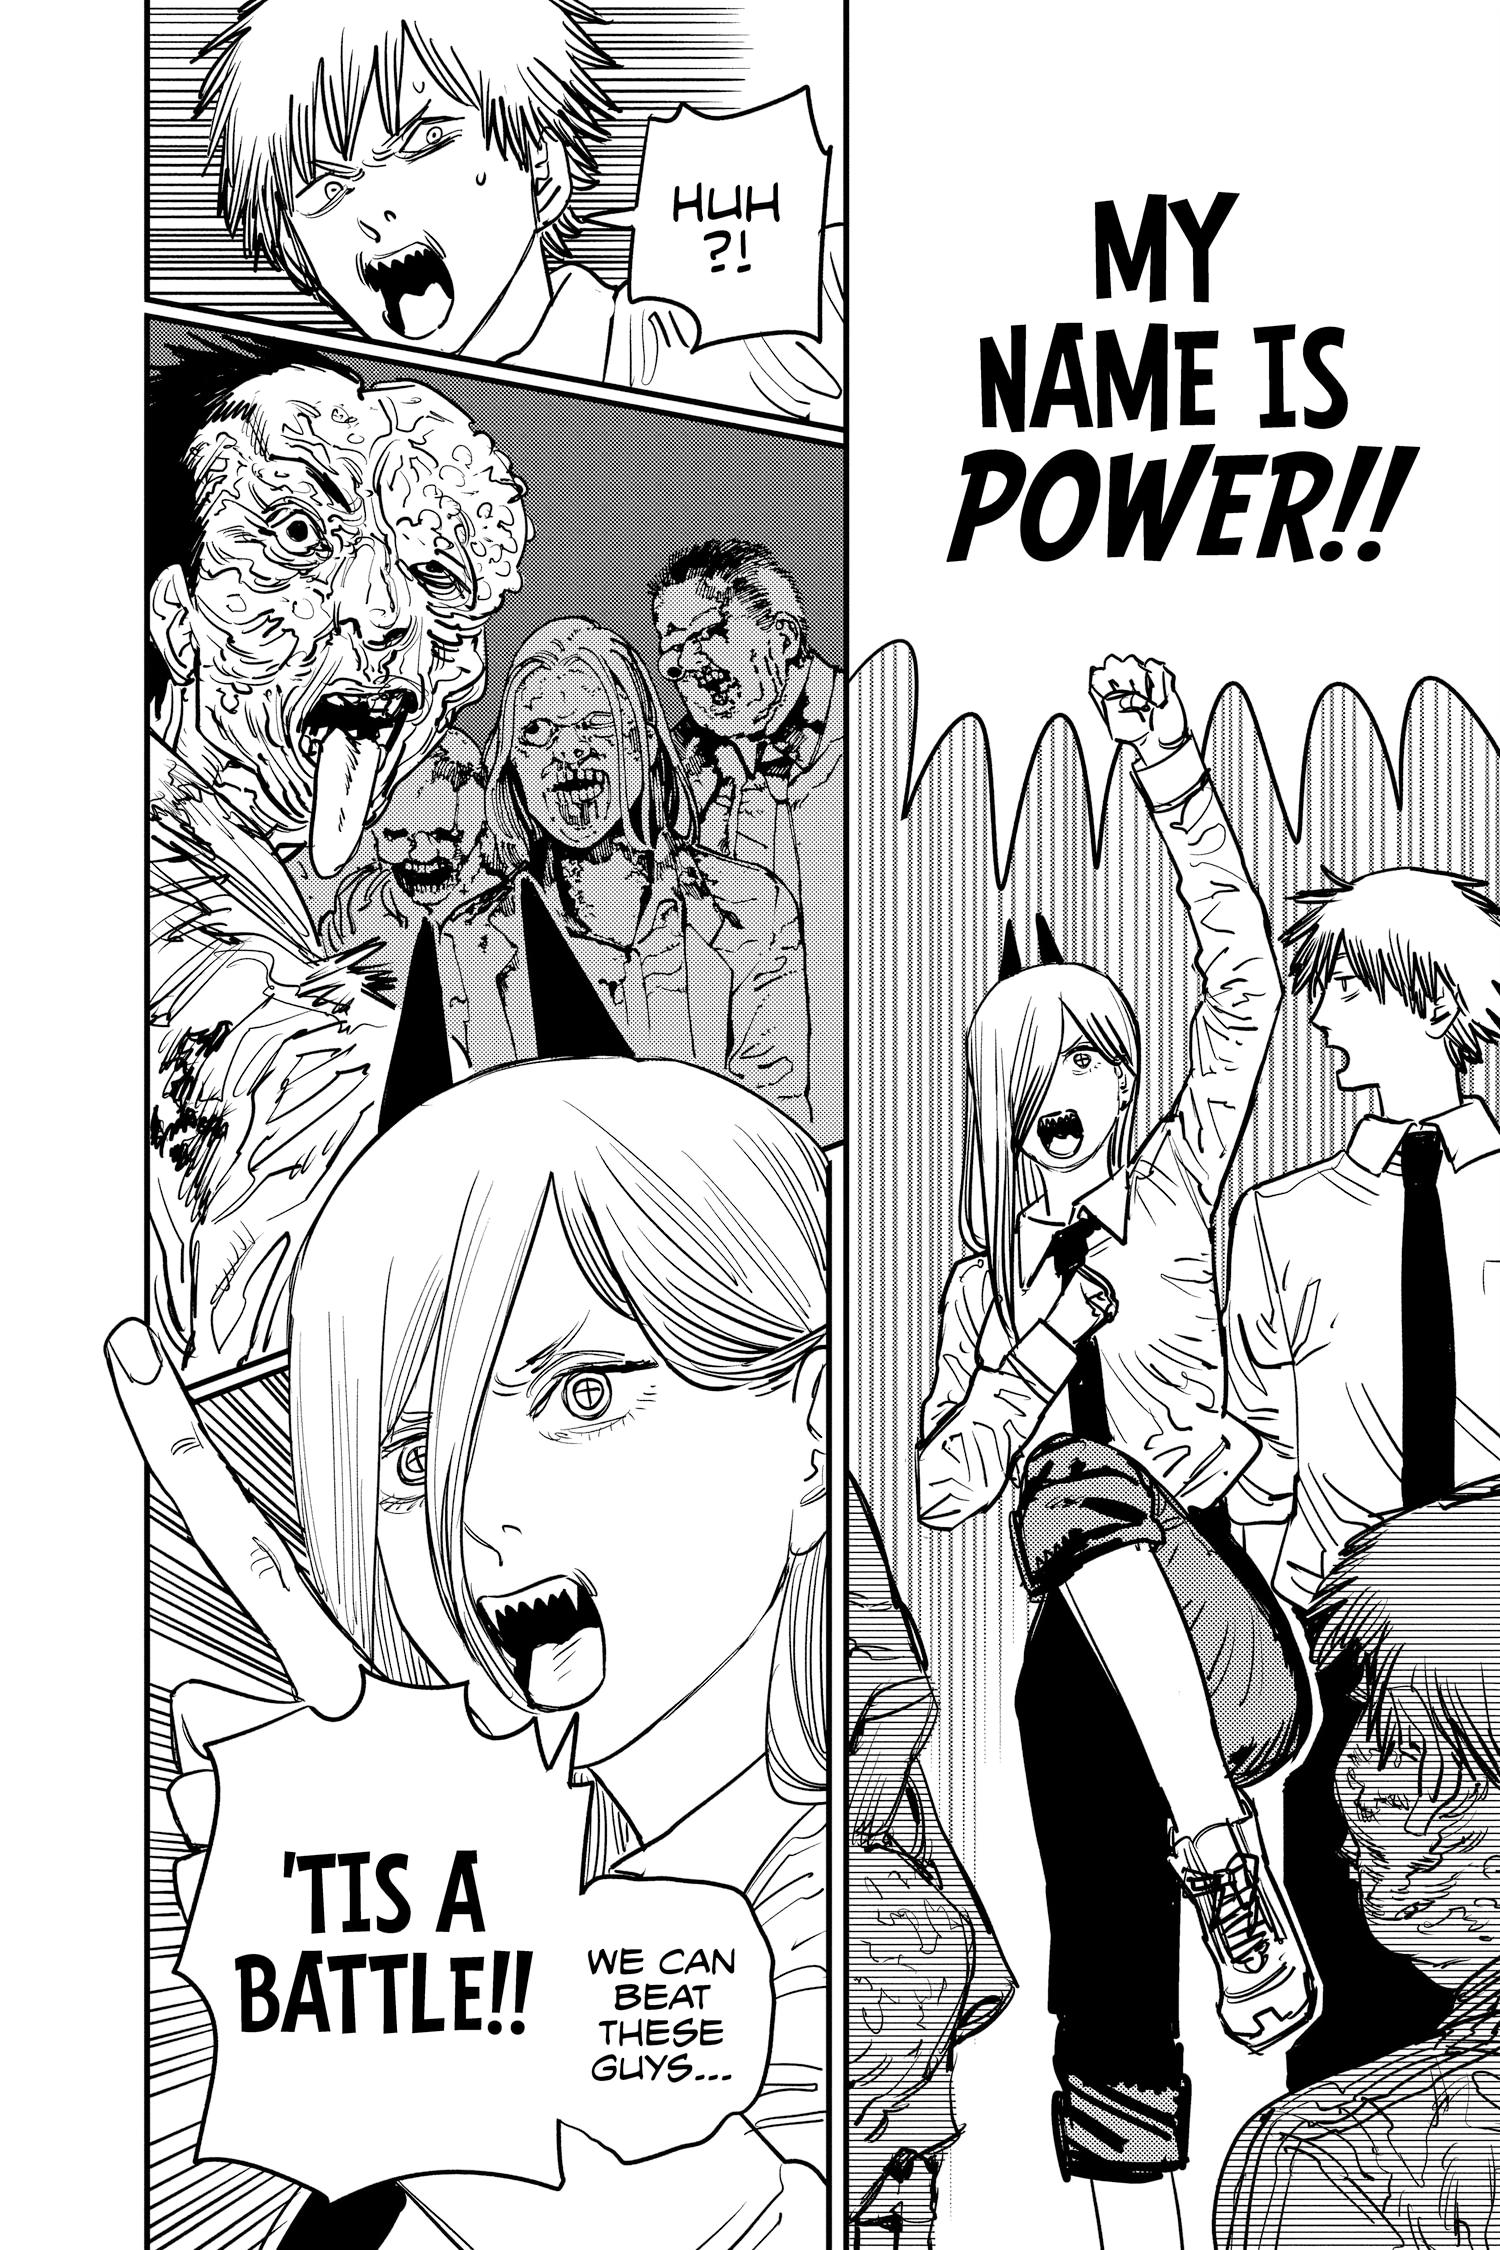 MY
NAME IS
POWER!!
HUH
?!
WE CAN
BEAT
THESE
GUYS...
'TIS A
BATTLE!!